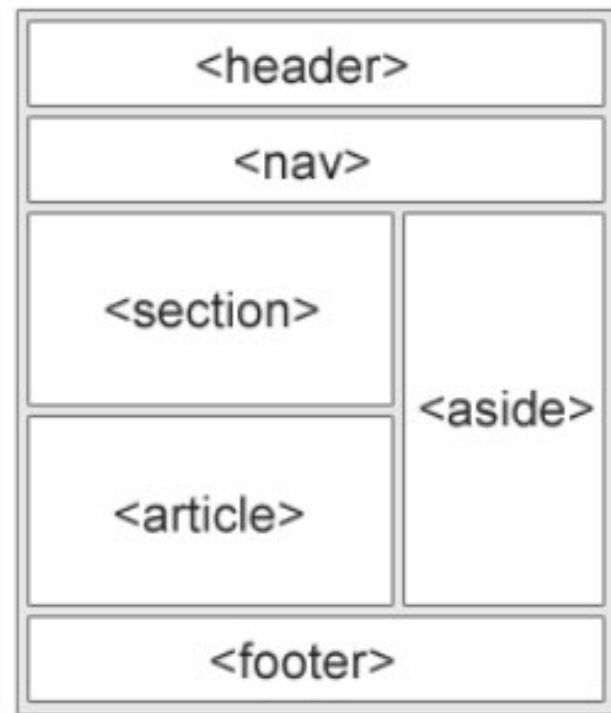 <header>
<nav>
<section>
<aside>
<article>
<footer>